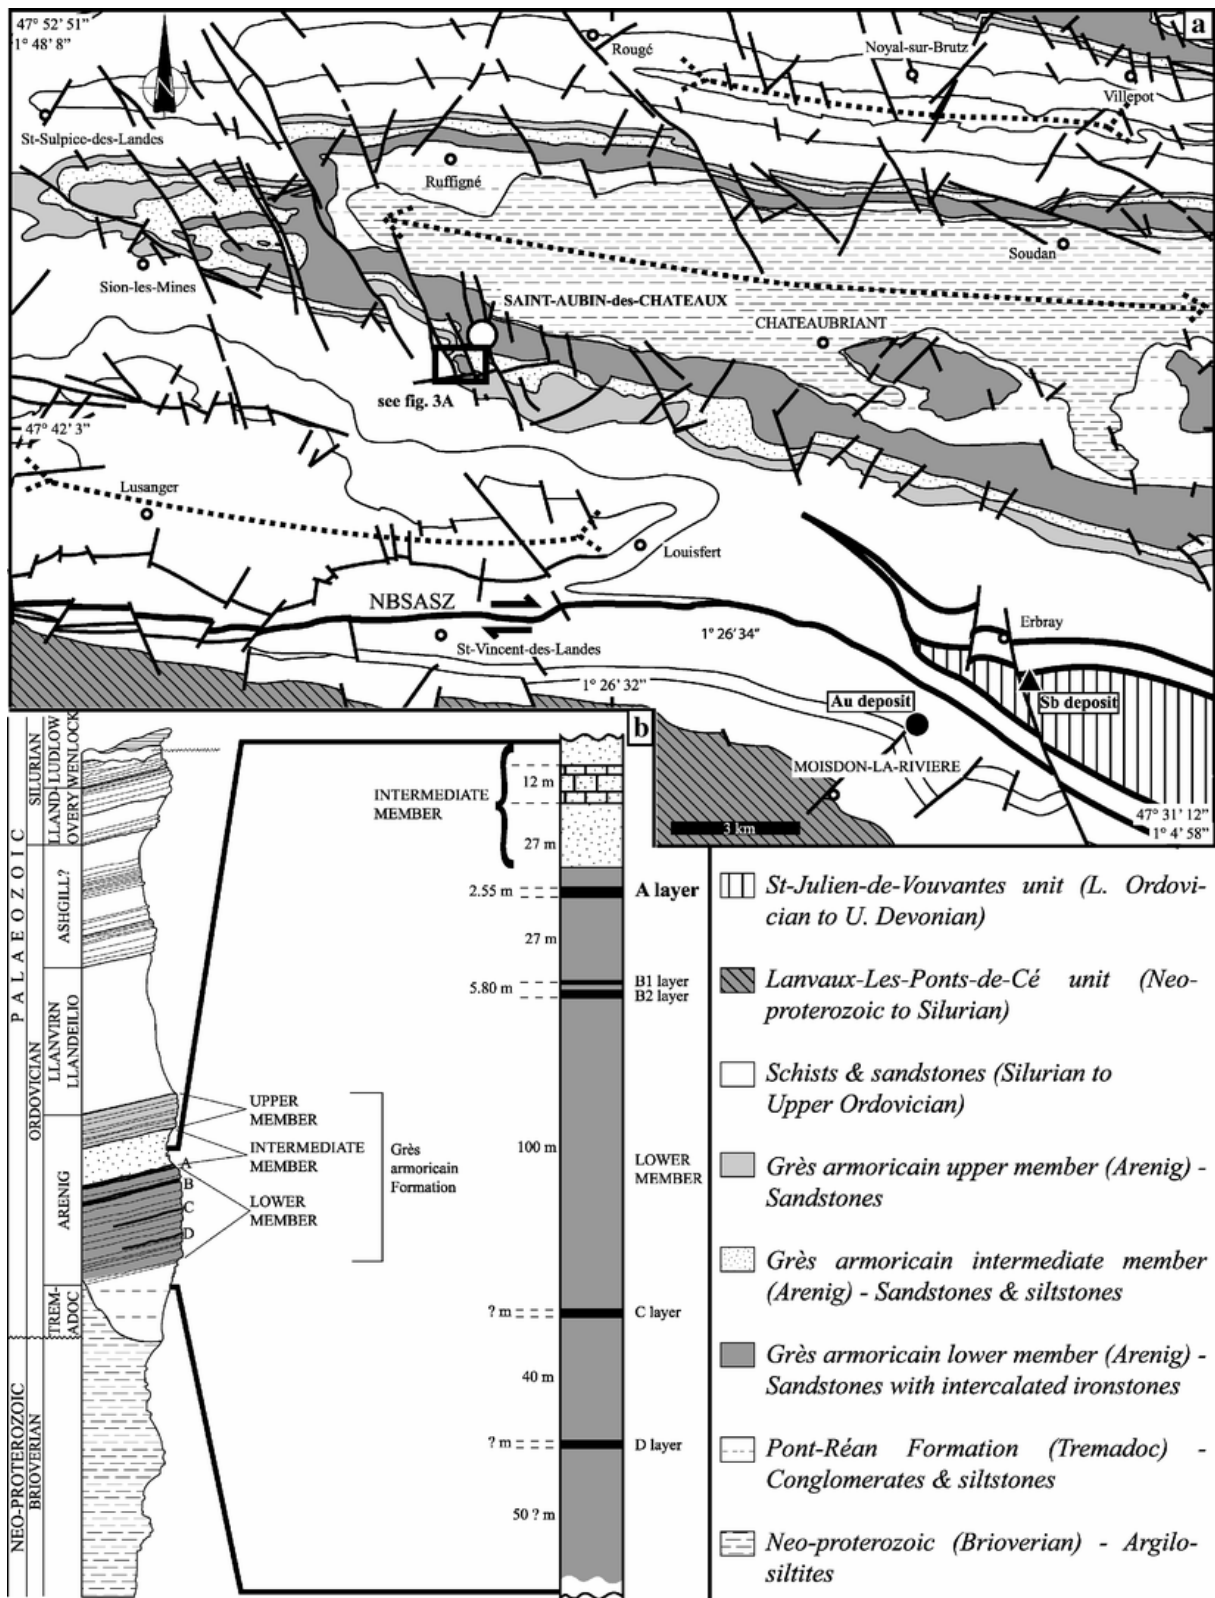 47° 52' 51"
1° 48' 8"
a
N
Rougé
Noyal-sur-Brutz
Villepot
St-Sulpice-des-Landes
Ruffigné
Soudan
Sion-les-Mines
SAINT-AUBIN-des-CHATEAUX
CHATEAUBRIANT
see fig. 3A
47° 42' 3"
Lusanger
Louisfert
NBSASZ
St-Vincent-des-Landes
1° 26' 34"
Erbray
1° 26' 32"
Au deposit
Sb deposit
MOISDON-LA-RIVIERE
3 km
47° 31' 12"
1° 4' 58"
b
PALAEOZOIC
NEO-PROTEROZOIC
SILURIAN
ORDOVICIAN
BRIOVERIAN
LLAND-LUDLOW
OVERY WENLOCK
ASHGILL?
LLANVIRN
LLANDEILIO
ARENIG
TREM-
ADOC
A
B
C
D
UPPER
MEMBER
INTERMEDIATE
MEMBER
LOWER
MEMBER
Grès
armoricain
Formation
INTERMEDIATE
MEMBER
12 m
27 m
2.55 m
A layer
27 m
B1 layer
5.80 m
B2 layer
100 m
LOWER
MEMBER
? m
C layer
40 m
? m
D layer
50 ? m
St-Julien-de-Vouvantes unit (L. Ordovi-
cian to U. Devonian)
Lanvaux-Les-Ponts-de-Cé unit (Neo-
proterozoic to Silurian)
Schists & sandstones (Silurian to
Upper Ordovician)
Grès armoricain upper member (Arenig) -
Sandstones
Grès armoricain intermediate member
(Arenig) - Sandstones & siltstones
Grès armoricain lower member (Arenig) -
Sandstones with intercalated ironstones
Pont-Réan Formation (Tremadoc) -
Conglomerates & siltstones
Neo-proterozoic (Brioverian) - Argilo-
siltites